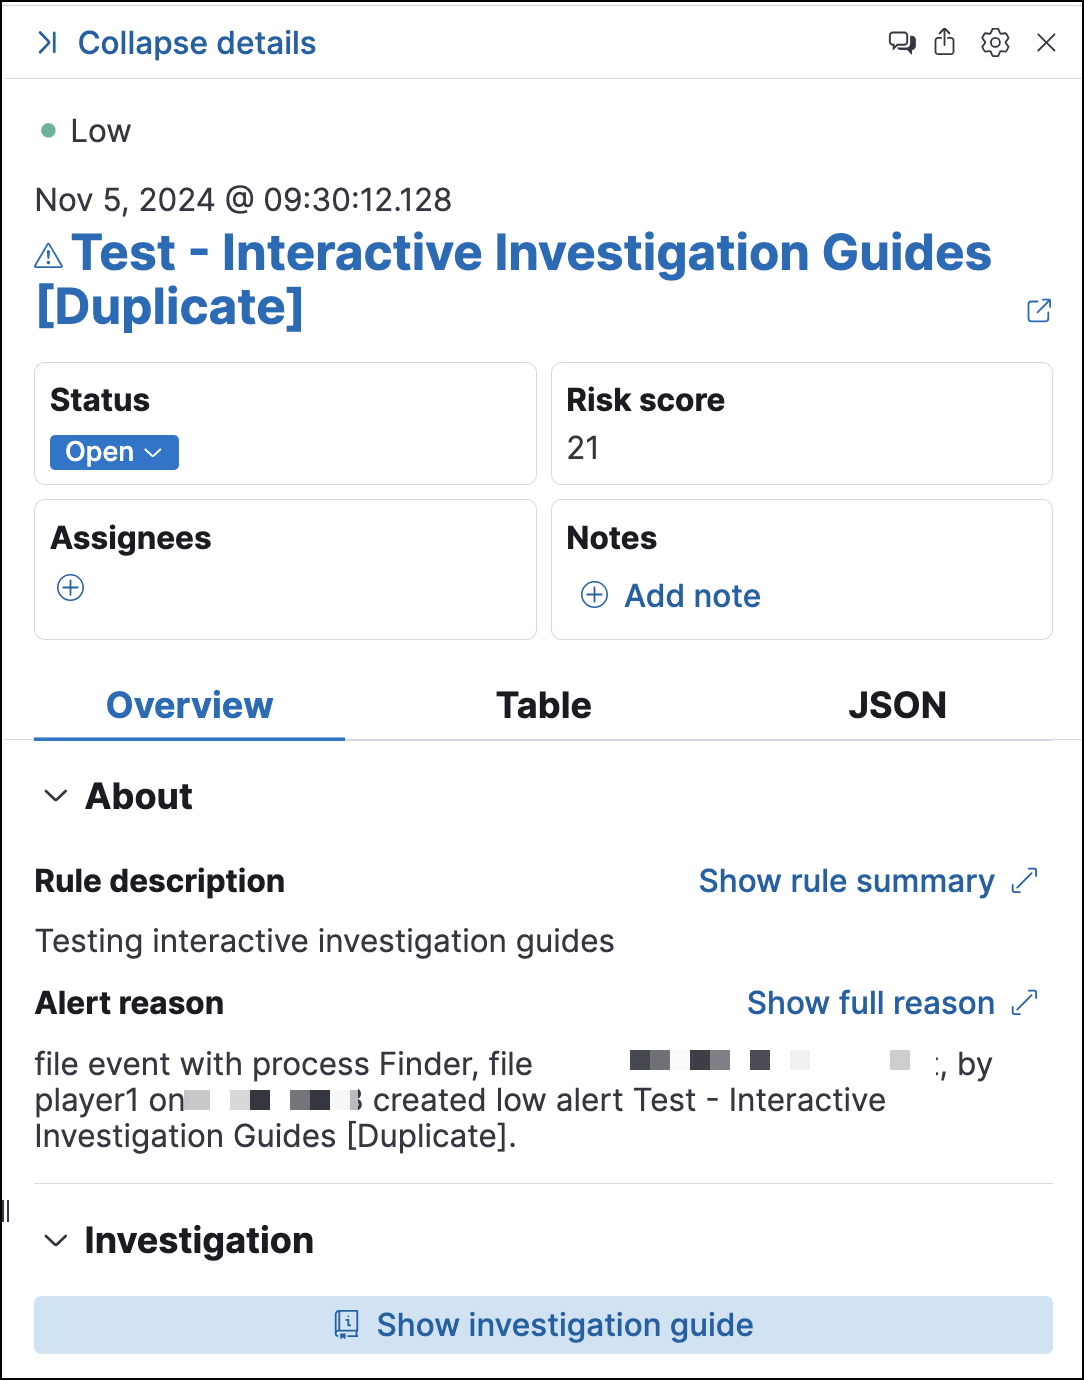 Collapse details
Low
Nov 5, 2024 @ 09:30:12.128
Test - Interactive Investigation Guides
[Duplicate]
Status
Open
Risk score
21
Assignees
Notes
Add note
Overview
Table
JSON
About
Rule description
Show rule summary
Testing interactive investigation guides
Alert reason
Show full reason
file event with process Finder, file , by
player1 on created low alert Test - Interactive
Investigation Guides [Duplicate].
Investigation
Show investigation guide